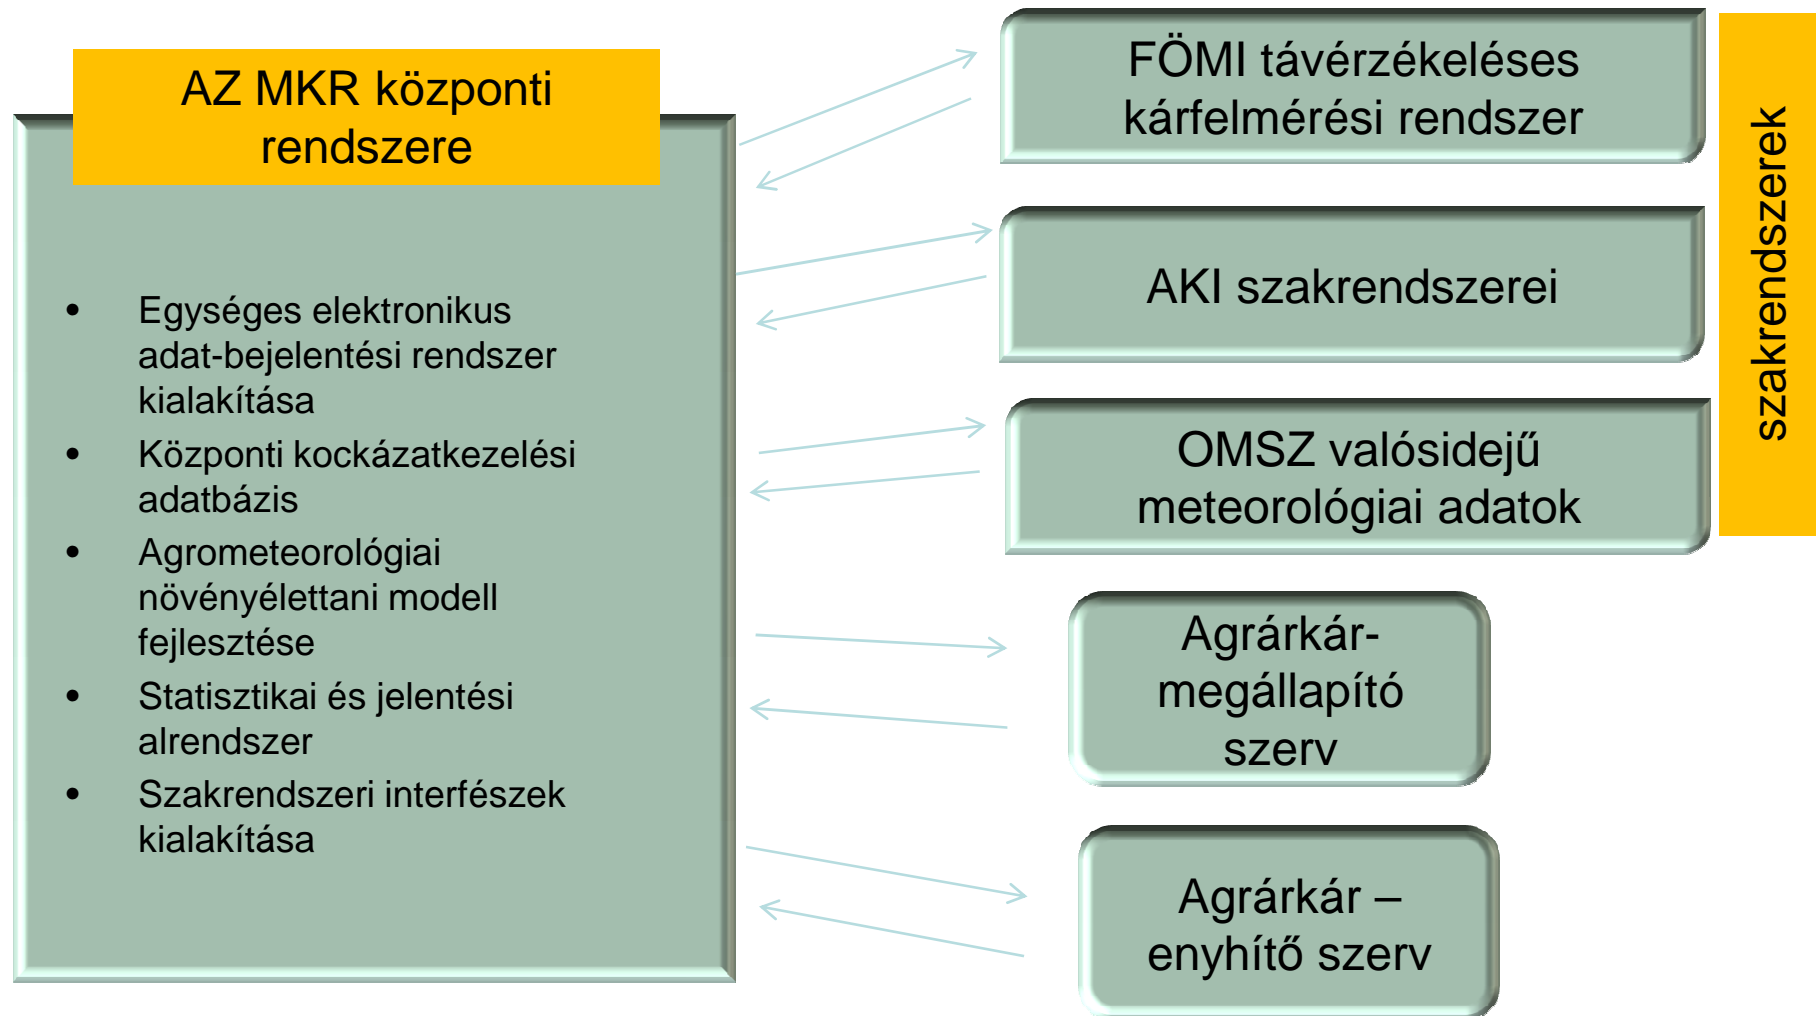 AZ MKR központi
rendszere
• Egységes elektronikus
adat-bejelentési rendszer
kialakítása
• Központi kockázatkezelési
adatbázis
• Agrometeorológiai
növényélettani modell
fejlesztése
• Statisztikai és jelentési
alrendszer
• Szakrendszeri interfészek
kialakítása
FÖMI távérzékeléses
kárfelmérési rendszer
AKI szakrendszerei
OMSZ valósidejű
meteorológiai adatok
Agrárkár-
megállapító
szerv
Agrárkár –
enyhítő szerv
szakrendszerek